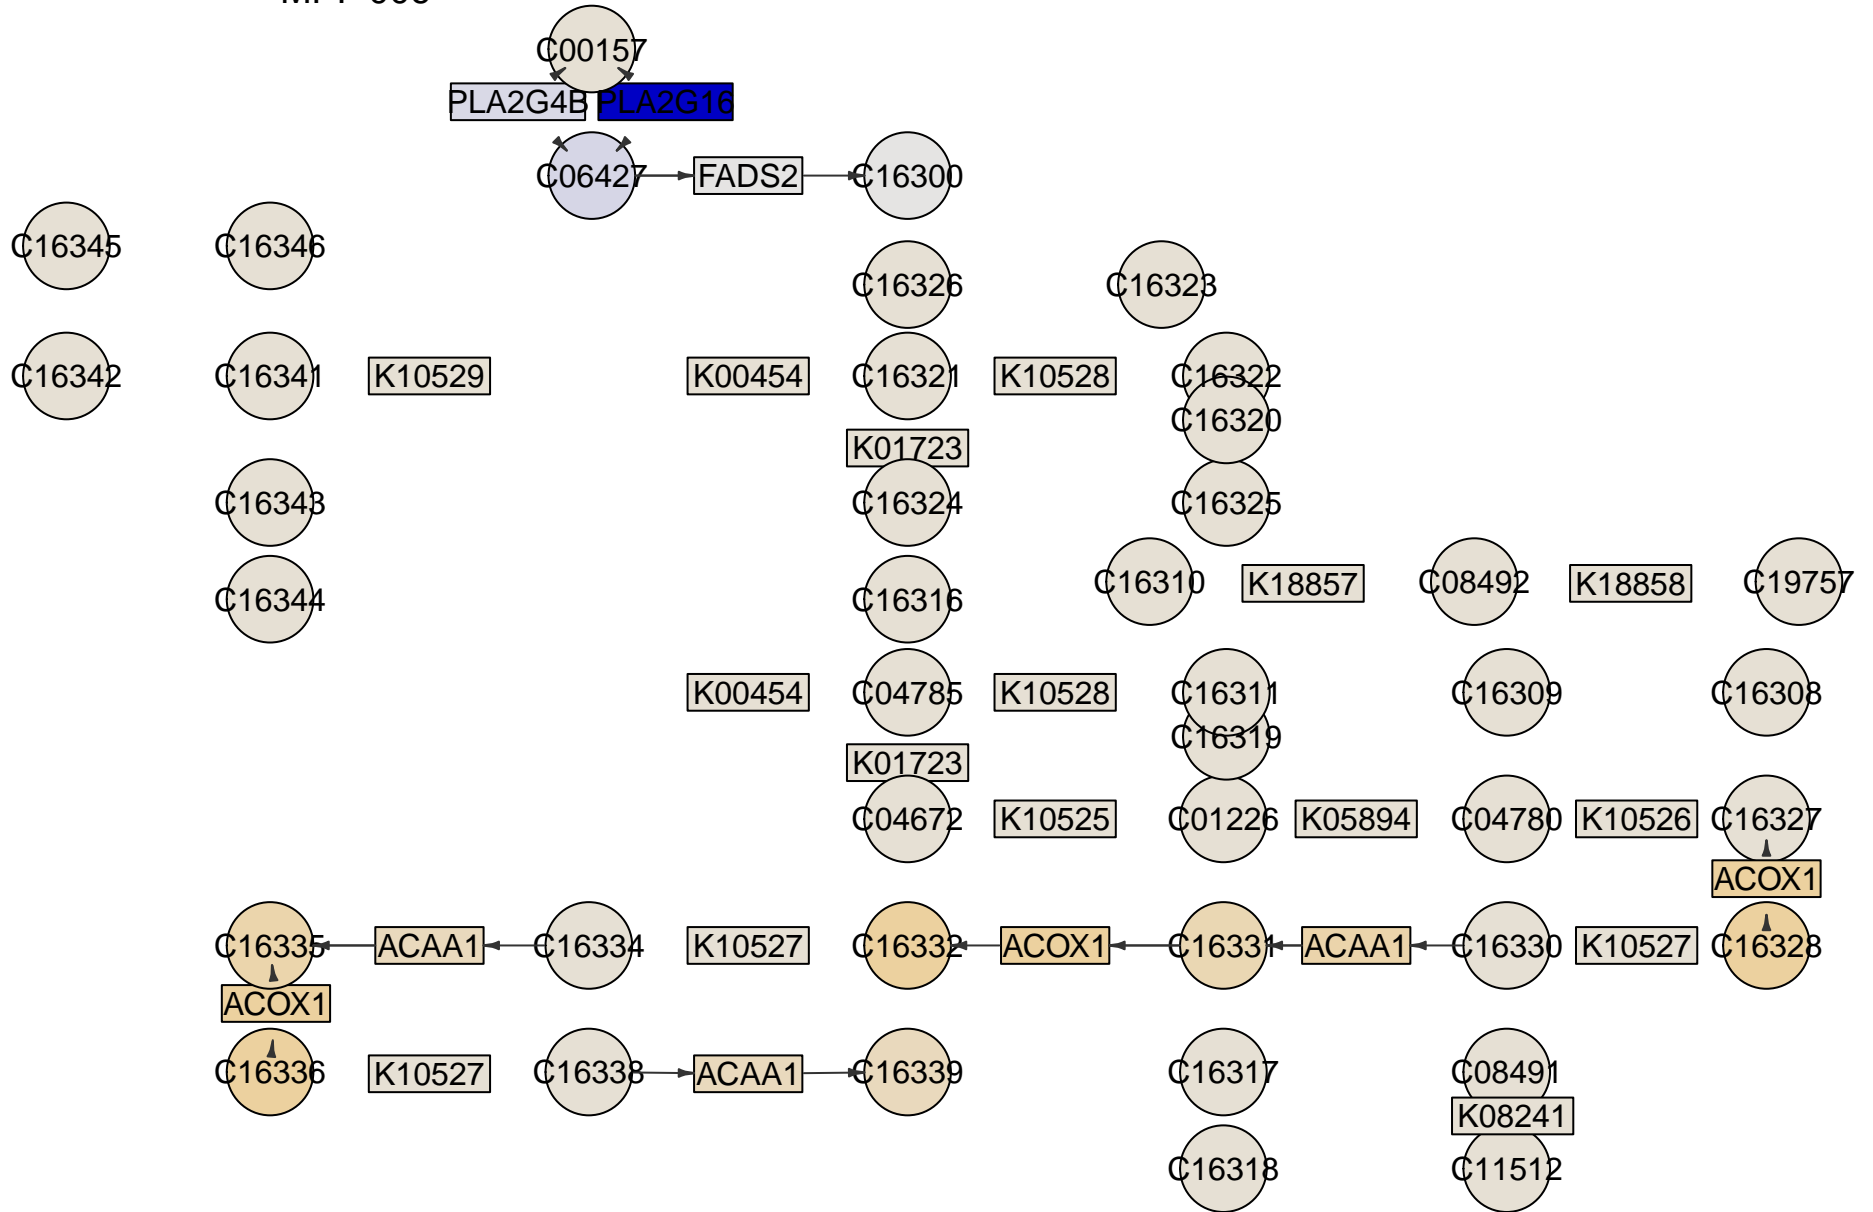 C00157
PLA2G4B PLA2G16
C06427 FADS2 C16300
C16345 C16346
C16326 C16323
C16342 C16341 K10529 K00454 C16321 K10528 C16322
C16320
K01723
C16343 C16324 C16325
C16310 K18857 C08492 K18858 C19757
C16344 C16316
K00454 C04785 K10528 C16311 C16309 C16308
C16319
K01723
C04672 K10525 C01226 K05894 C04780 K10526 C16327
ACOX1
C16335 ACAA1 C16334 K10527 C16332 ACOX1 C16331 ACAA1 C16330 K10527 C16328
ACOX1
C16336 K10527 C16338 ACAA1 C16339 C16317 C08491
K08241
C16318 C11512